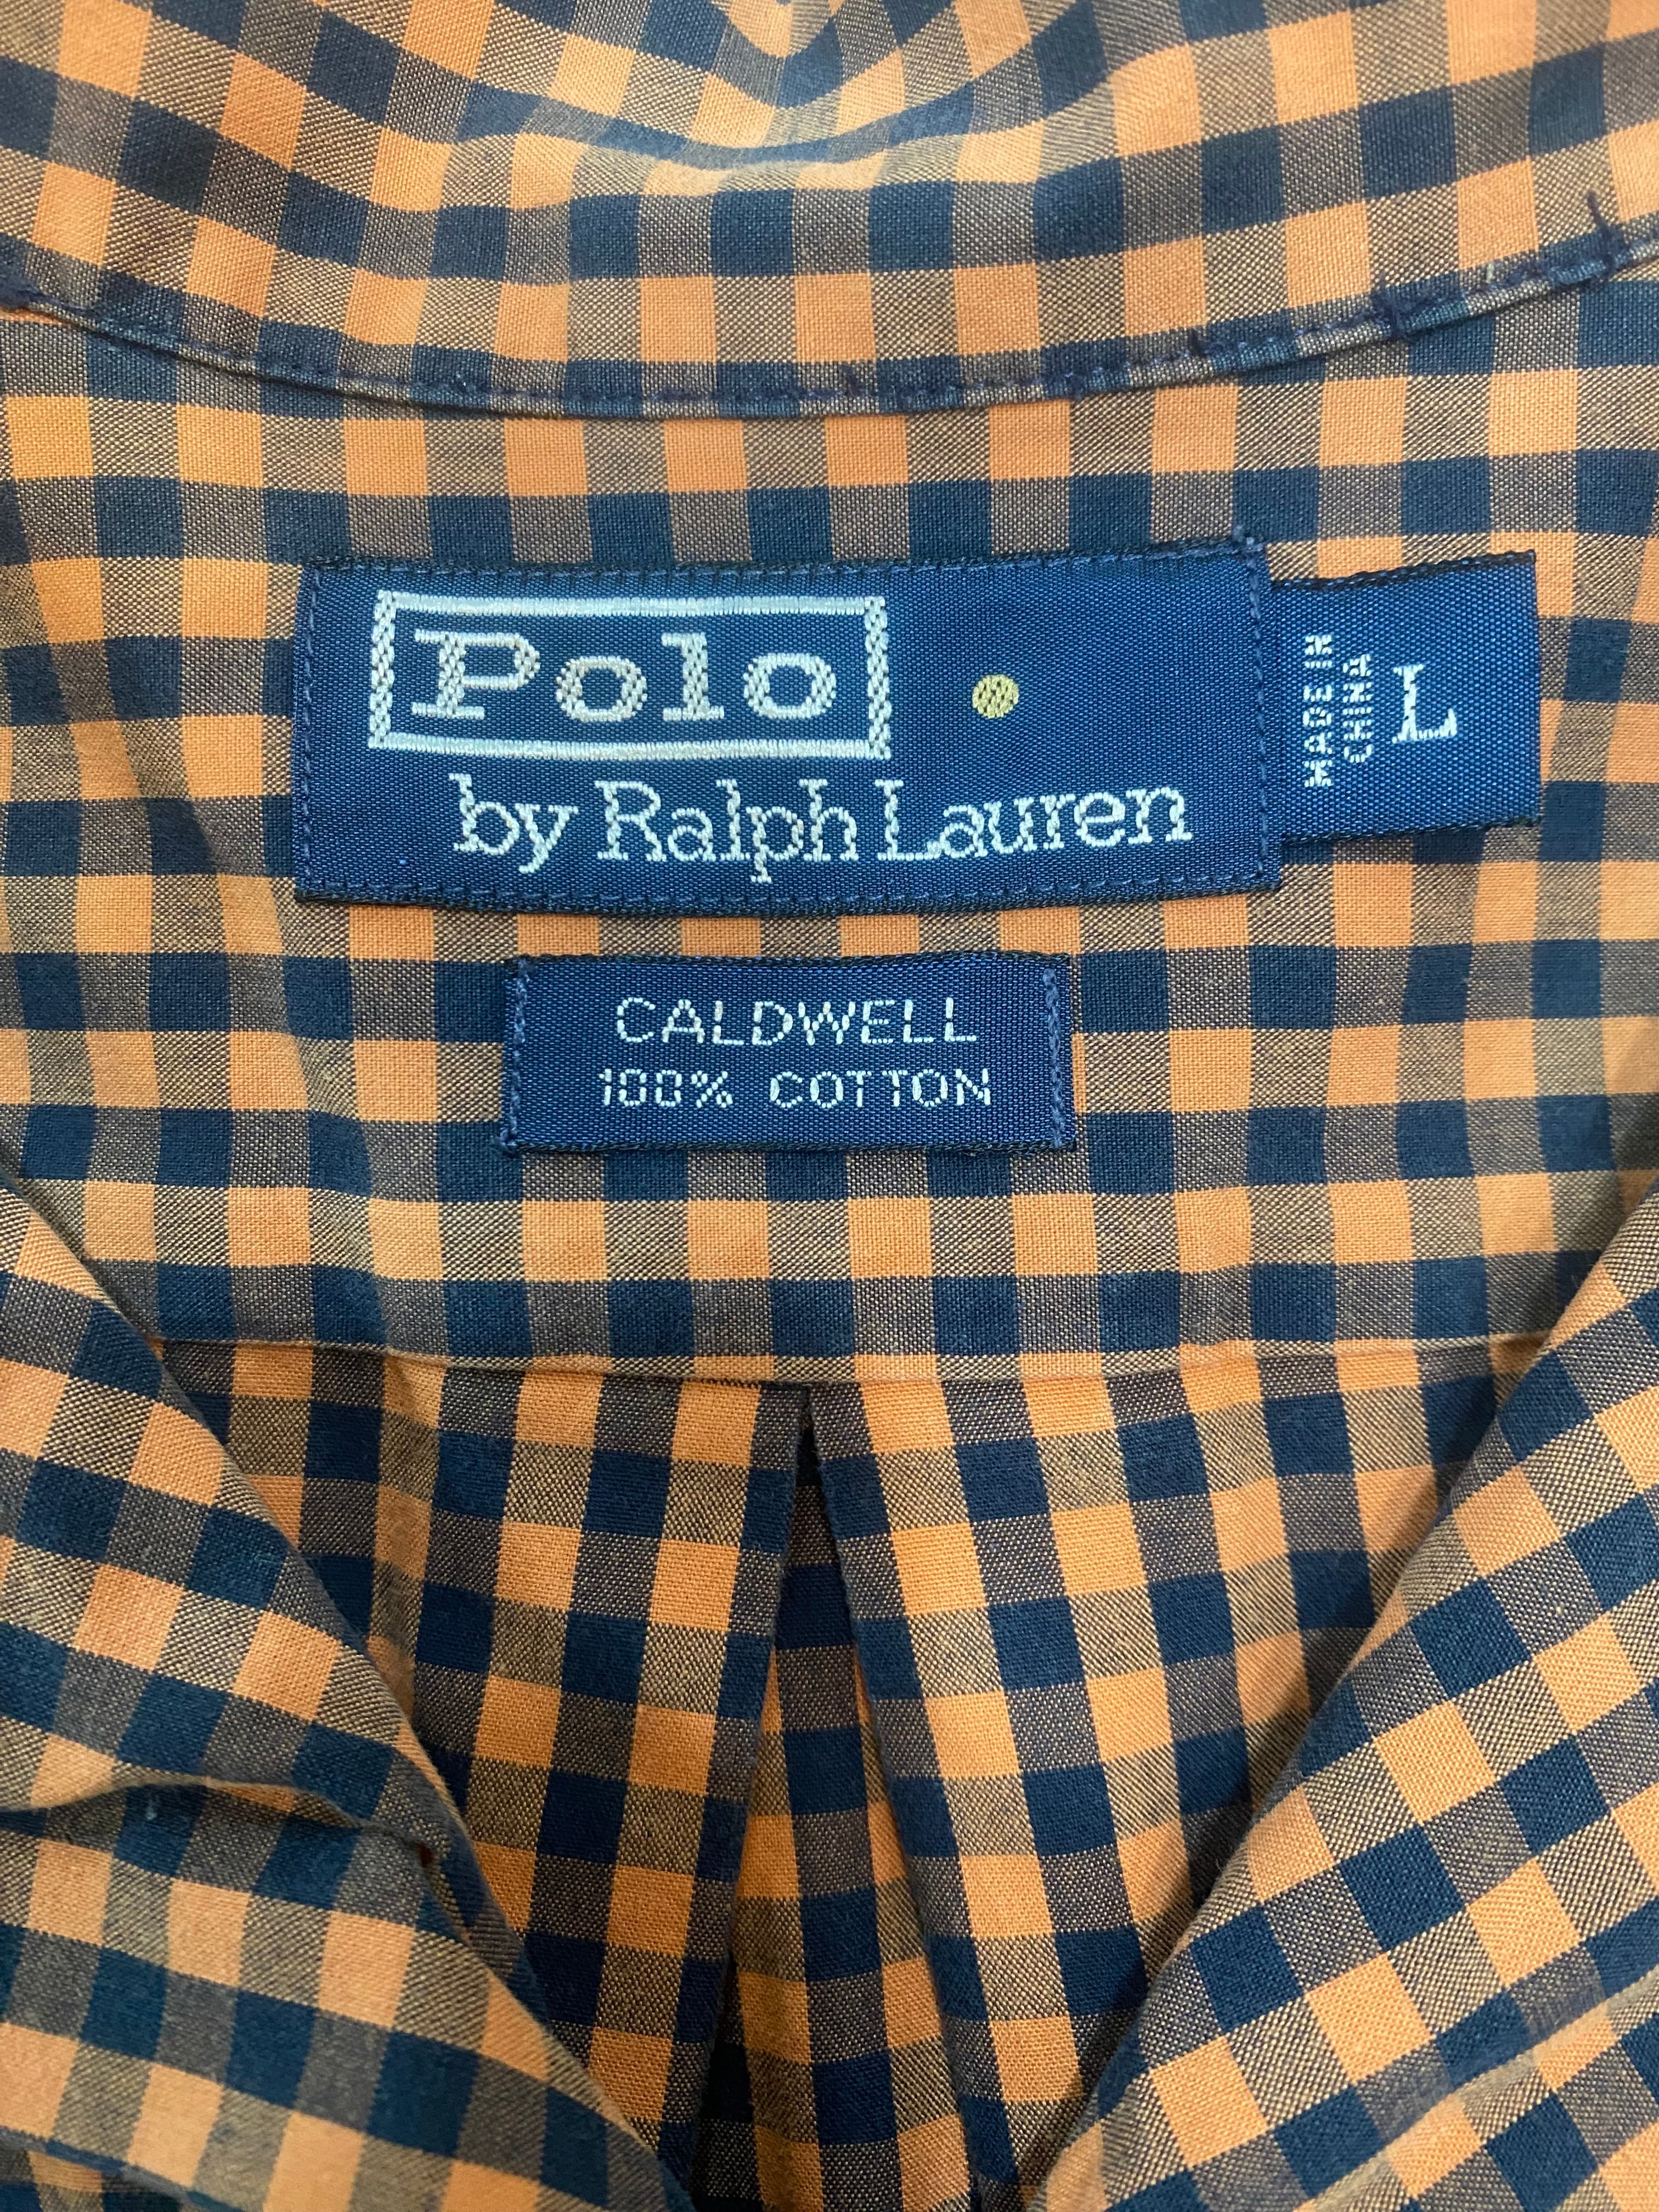 Polo
by Ralph Lauren
MADE IN
CHINA
L
CALDWELL
100% COTTON